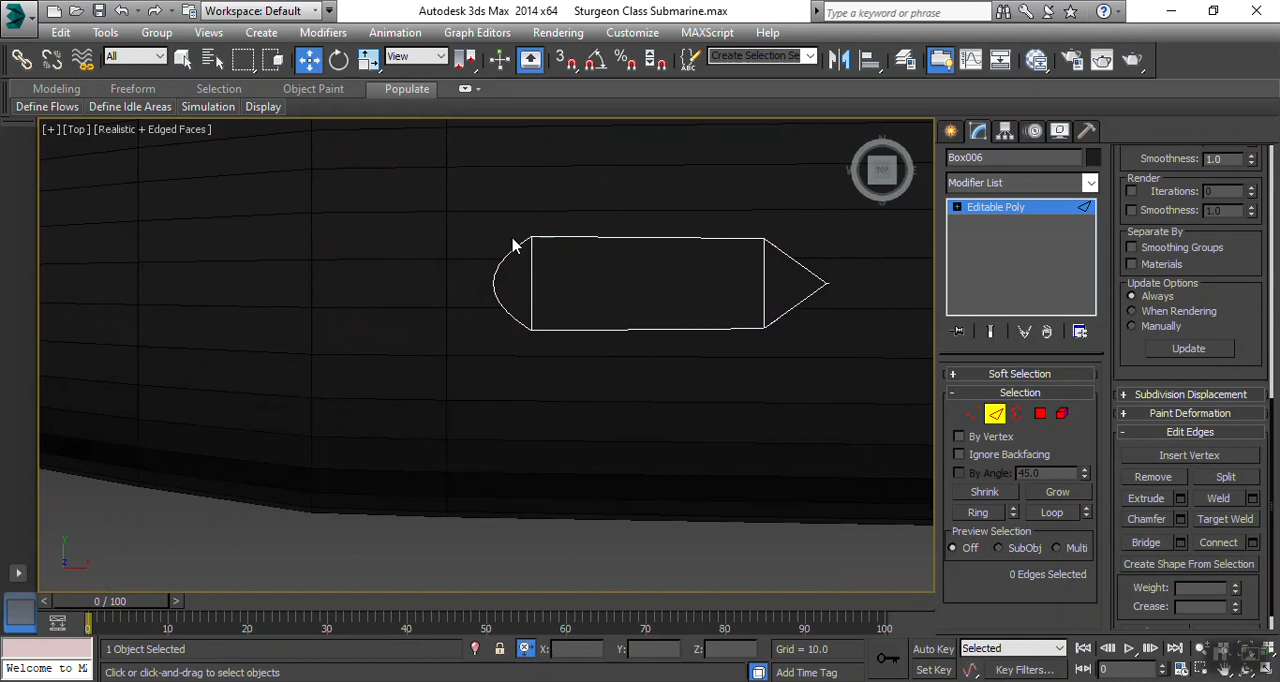 Workspace: Default
Autodesk 3ds Max 2014 x64
Sturgeon Class Submarine.max
Type a keyword or phrase
Edit Tools Group Views Create Modifiers Animation Graph Editors Rendering Customize MAXScript Help
All
View
Create Selection Se
Modeling Freeform Selection Object Paint Populate
Define Flows Define Idle Areas Simulation Display
[+] [Top] [Realistic + Edged Faces]
TOP
Box006
Modifier List
Editable Poly
Soft Selection
Selection
By Vertex
Ignore Backfacing
By Angle: 45.0
Shrink Grow
Ring Loop
Preview Selection
Off SubObj Multi
0 Edges Selected
Smoothness: 1.0
Render
Iterations: 0
Smoothness: 1.0
Separate By
Smoothing Groups
Materials
Update Options
Always
When Rendering
Manually
Update
Subdivision Displacement
Paint Deformation
Edit Edges
Insert Vertex
Remove Split
Extrude Weld
Chamfer Target Weld
Bridge Connect
Create Shape From Selection
Weight:
Crease:
z y x
0 / 100
0 10 20 30 40 50 60 70 80 90 100
1 Object Selected
X: Y: Z:
Grid = 10.0
Auto Key Selected
Welcome to M
Click or click-and-drag to select objects
Add Time Tag
Set Key Key Filters...
0